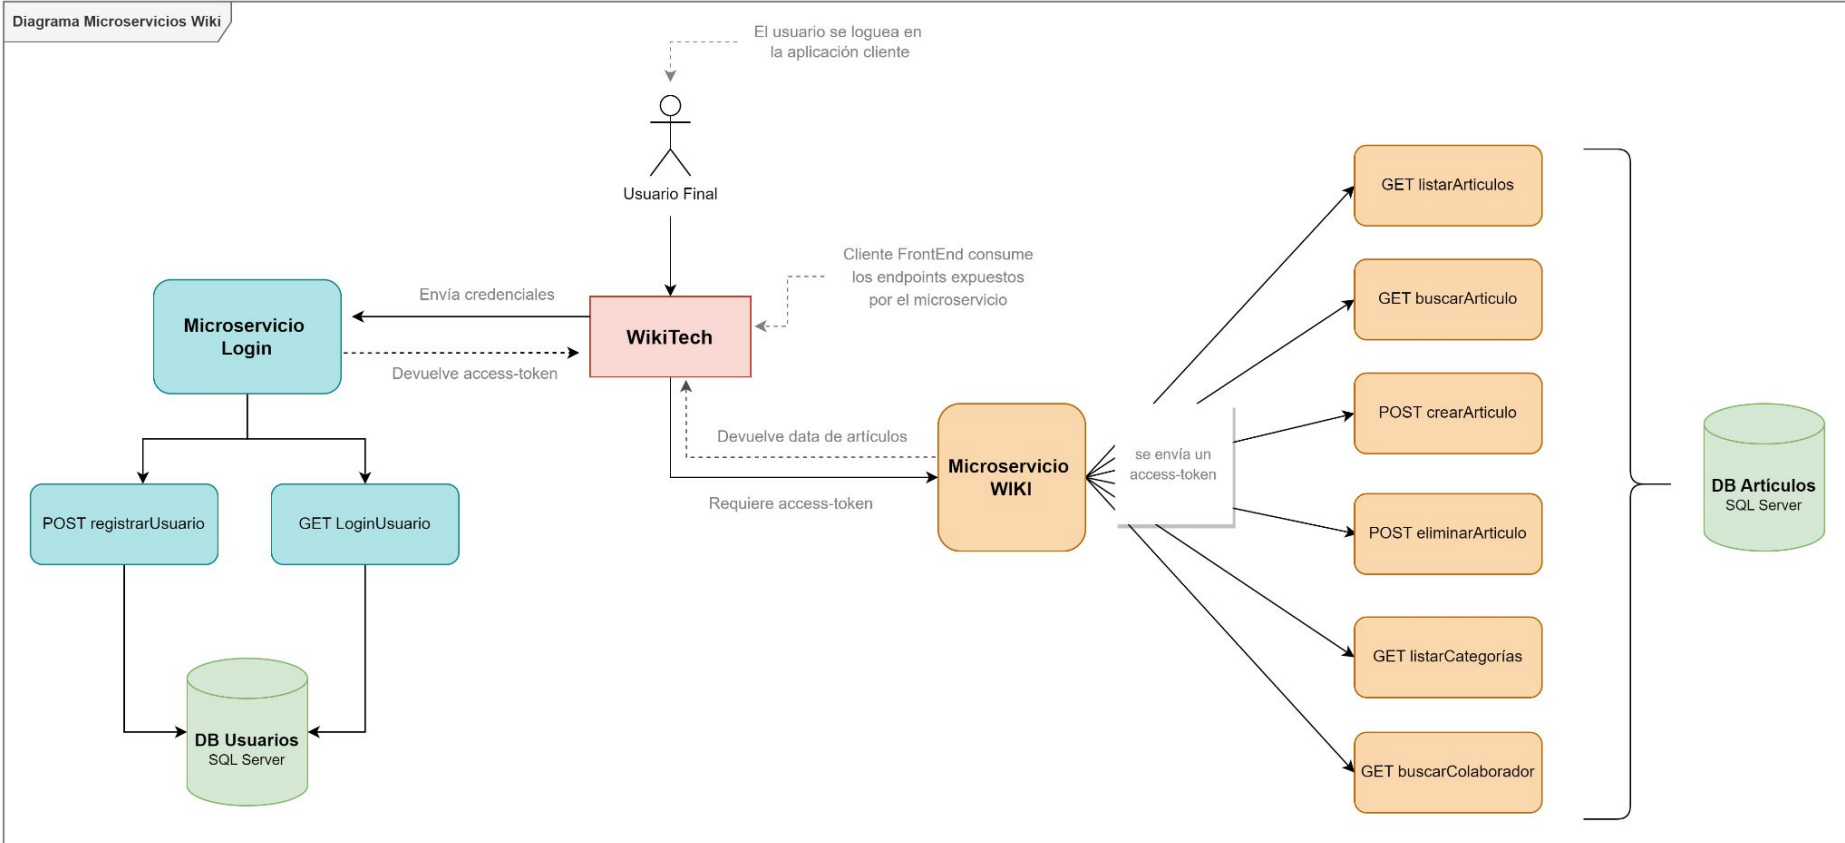 Diagrama Microservicios Wiki
El usuario se loguea en
la aplicación cliente
Usuario Final
Cliente FrontEnd consume
los endpoints expuestos
por el microservicio
Envía credenciales
Microservicio
Login
WikiTech
Devuelve access-token
Devuelve data de artículos
Requiere access-token
Microservicio
WIKI
se envía un
access-token
POST registrarUsuario
GET LoginUsuario
DB Usuarios
SQL Server
GET listarArticulos
GET buscarArticulo
POST crearArticulo
POST eliminarArticulo
GET listarCategorías
GET buscarColaborador
DB Artículos
SQL Server